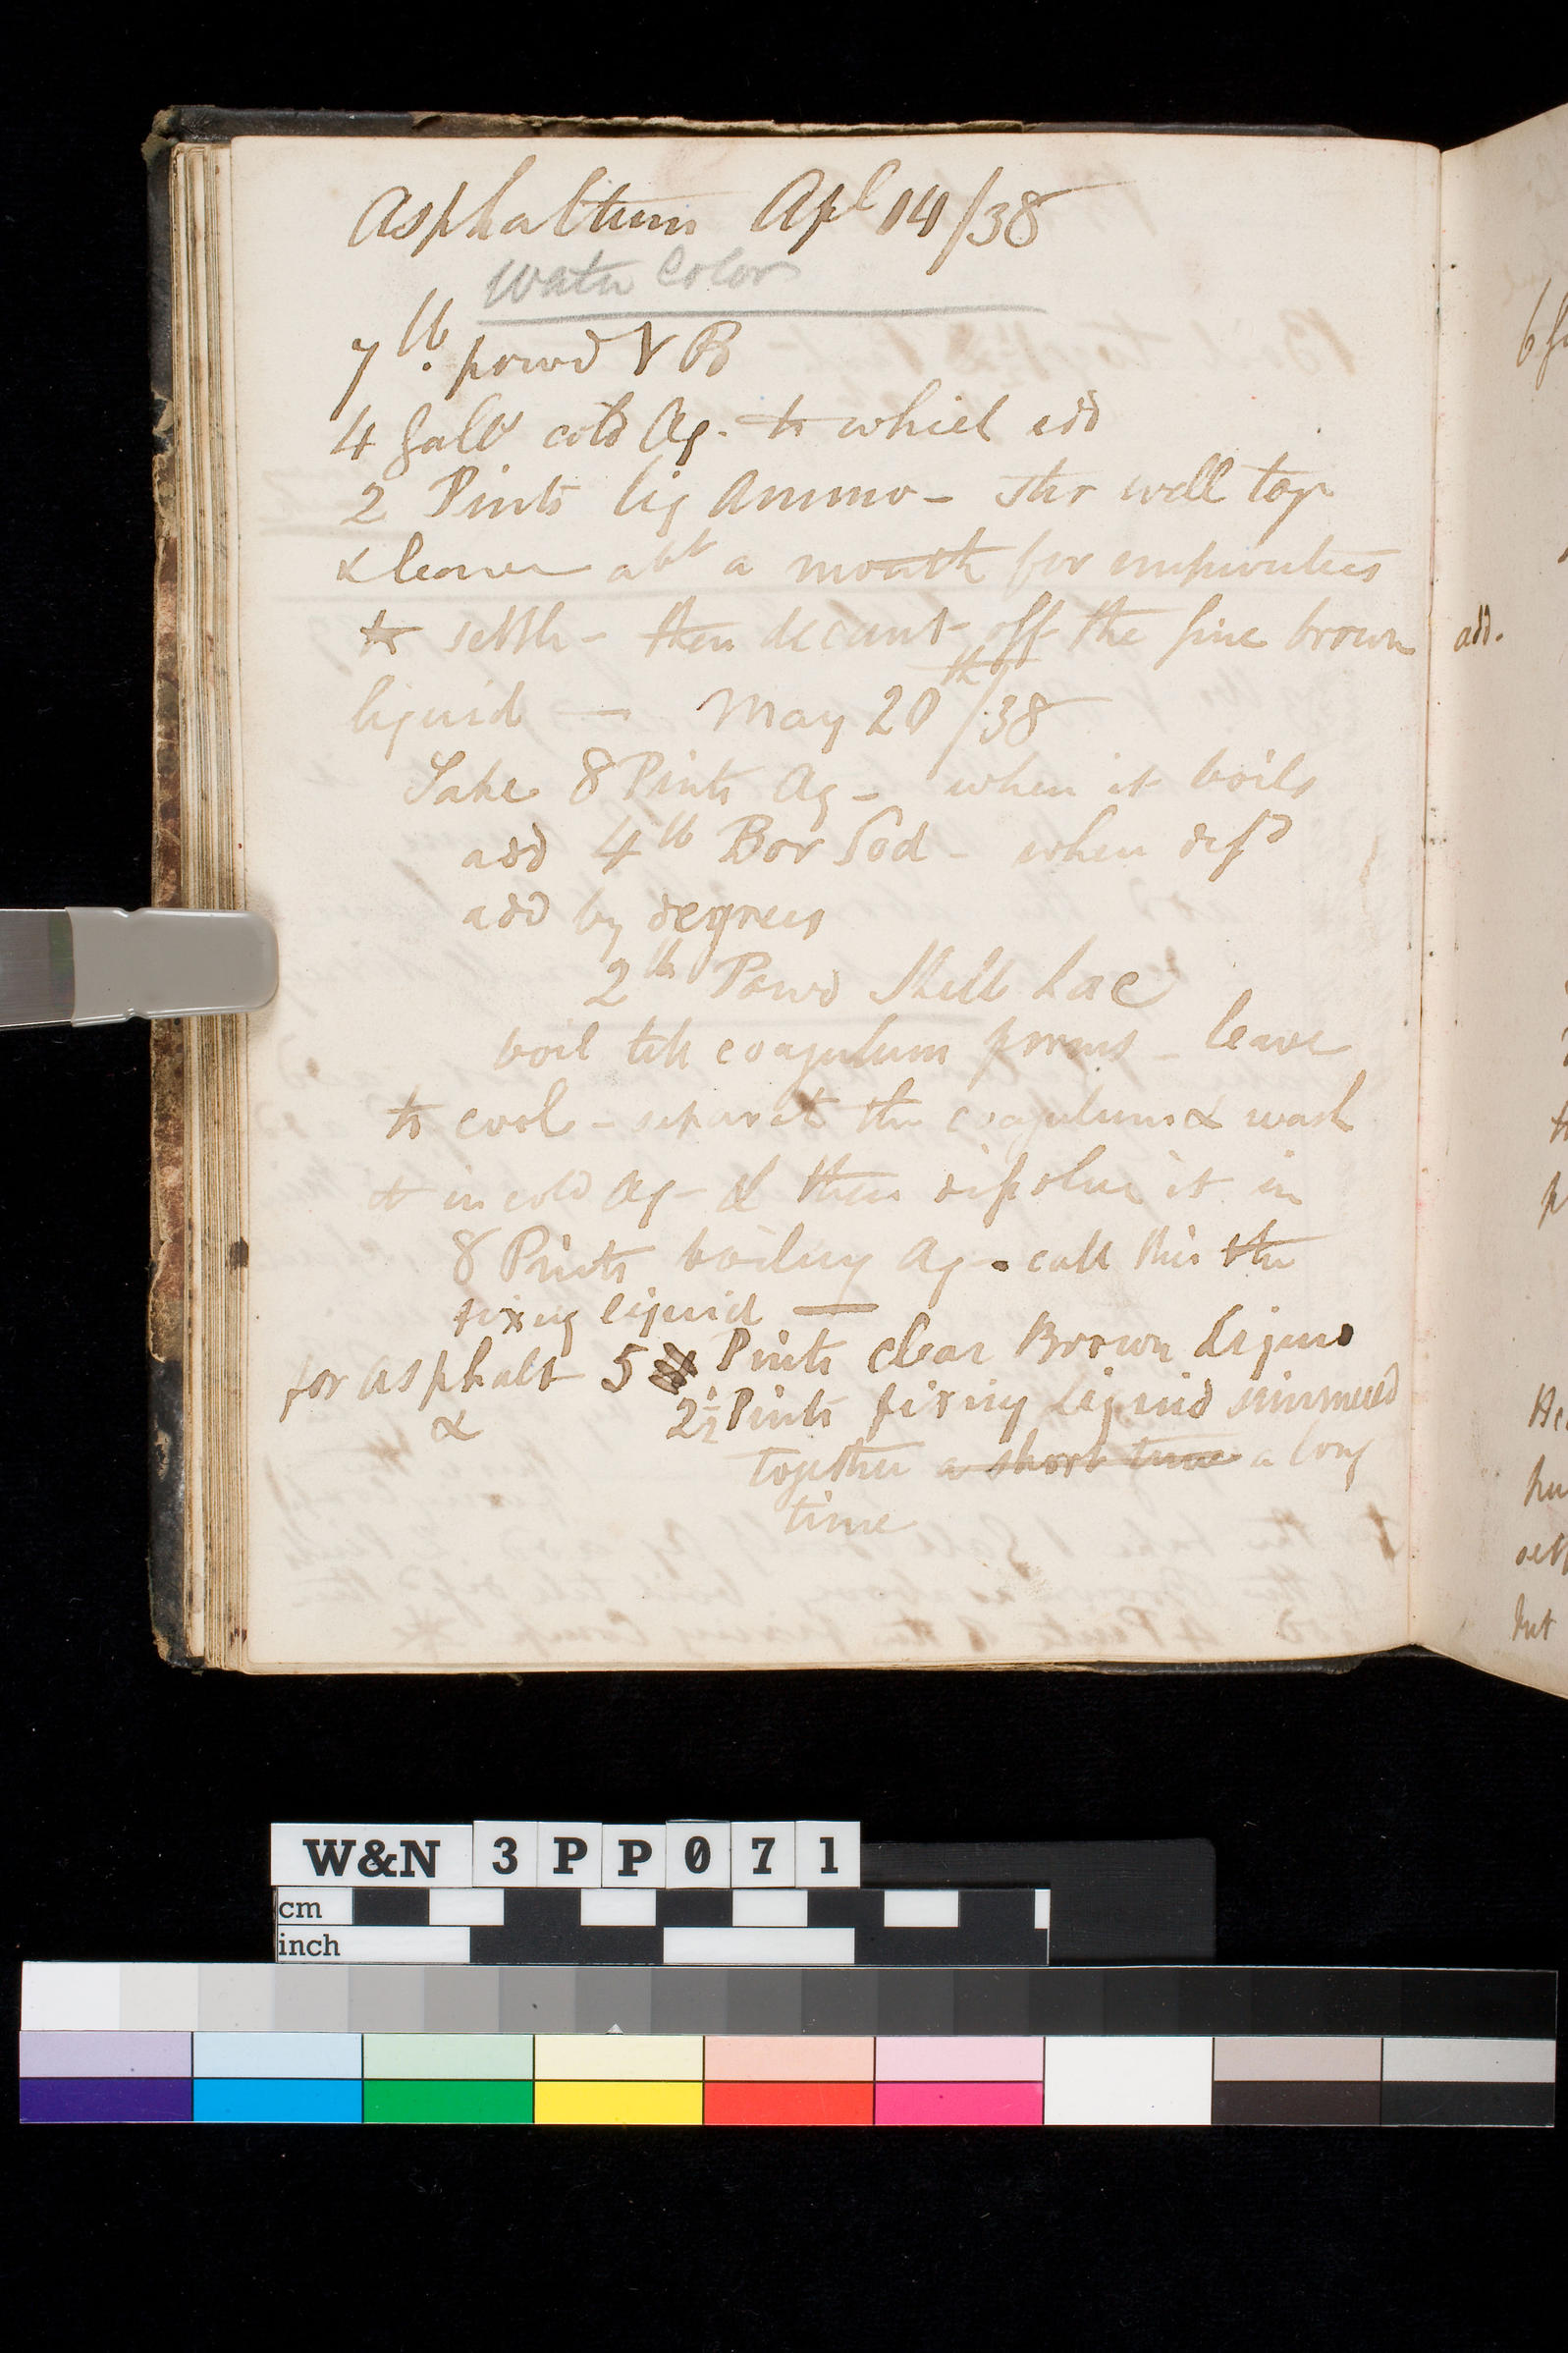 Asphaltum Apl 14/38
Water Color
7 lb. powd V B
4 Galls cold Aq. to which add
2 Pints liq Ammo - stir well tog
& leave abt a month for impurities
to settle - then decant off the fine brown
liquid — May 20th/38
Take 8 Pints Aq - when it boils
add 4 lb Bor Sod - when disd
add by degrees
2 lb Powd Shell Lac
boil till coagulum forms - leave
to cool - separate the coagulum & wash
it in cold Aq - & then dissolve it in
8 Pints boiling Aq - call this the
fixing liquid —
for Asphalt 5 Pints clear Brown Liquid
& 2½ Pints fixing Liquid simmered
together a short time a long
time
add.
W&N 3PP071
cm
inch